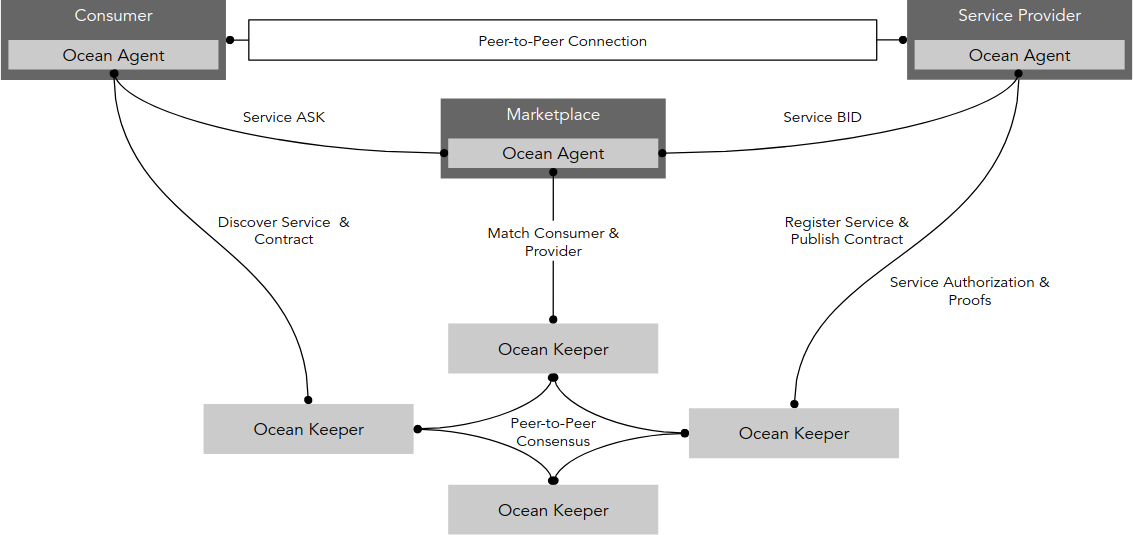 Consumer
Service Provider
Ocean Agent
Peer-to-Peer Connection
Ocean Agent
Service ASK
Marketplace
Service BID
Ocean Agent
Discover Service &
Contract
Match Consumer &
Provider
Register Service &
Publish Contract
Service Authorization &
Proofs
Ocean Keeper
Ocean Keeper
Peer-to-Peer
Consensus
Ocean Keeper
Ocean Keeper